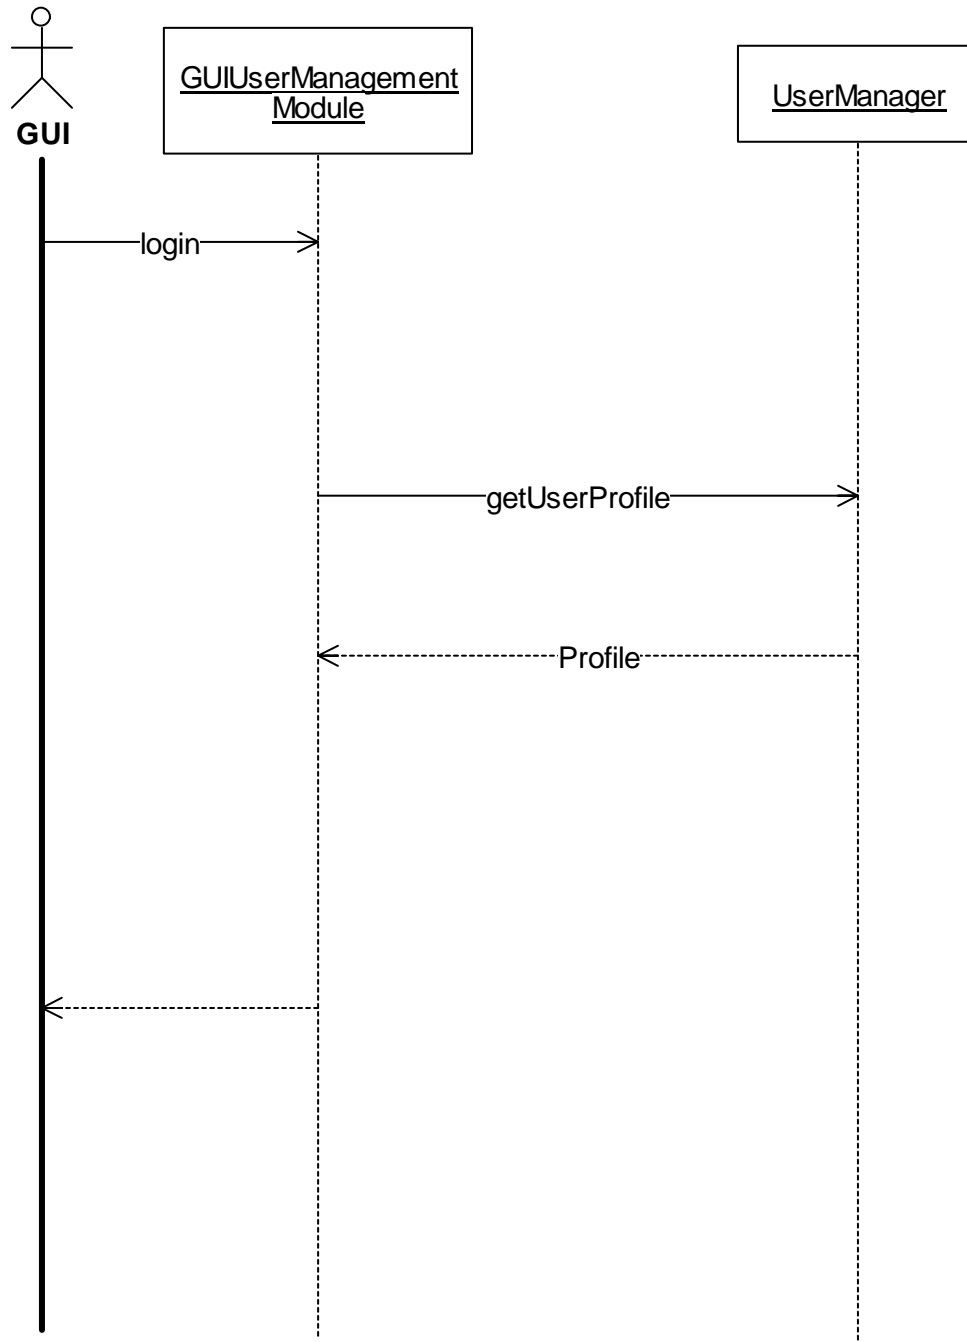 GUIUserManagement
Module
UserManager
GUI
login
getUserProfile
Profile